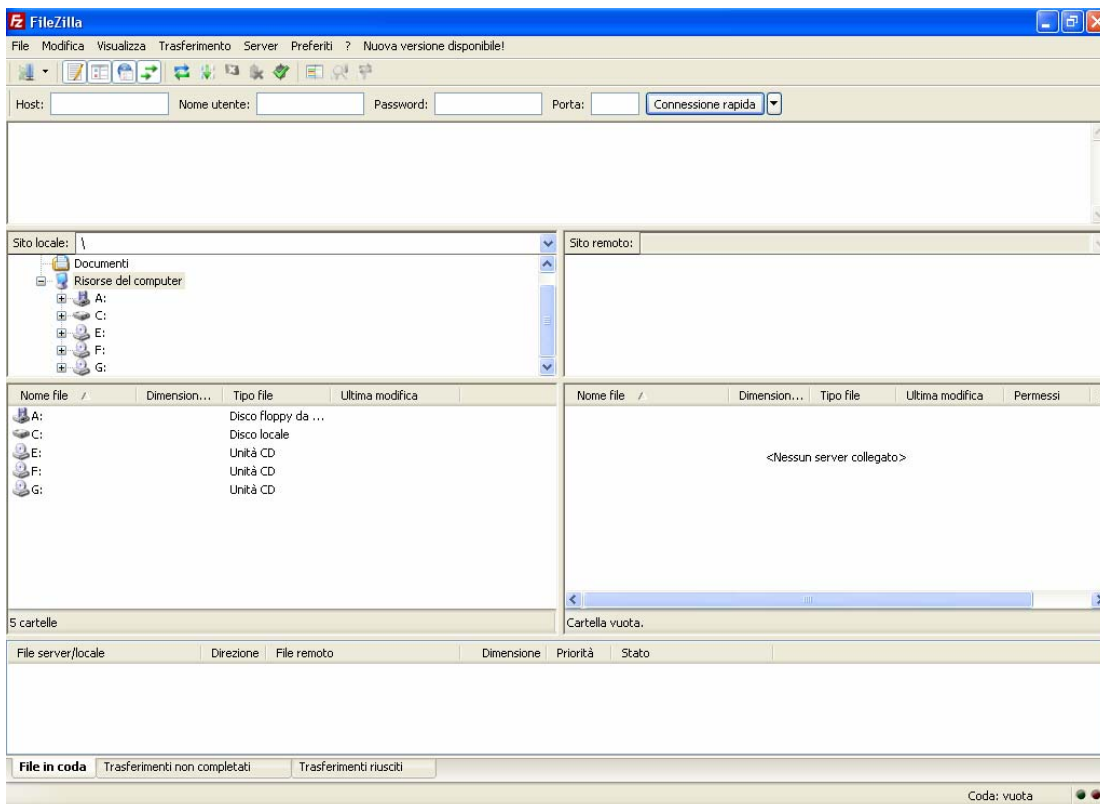 FileZilla
File Modifica Visualizza Trasferimento Server Preferiti ? Nuova versione disponibile!
Host: Nome utente: Password: Porta: Connessione rapida
Sito locale: \
Documenti
Risorse del computer
A:
C:
E:
F:
G:
Sito remoto:
Nome file Dimension... Tipo file Ultima modifica
A: Disco floppy da ...
C: Disco locale
E: Unità CD
F: Unità CD
G: Unità CD
5 cartelle
Nome file Dimension... Tipo file Ultima modifica Permessi
<Nessun server collegato>
Cartella vuota.
File server/locale Direzione File remoto Dimensione Priorità Stato
File in coda Trasferimenti non completati Trasferimenti riusciti
Coda: vuota